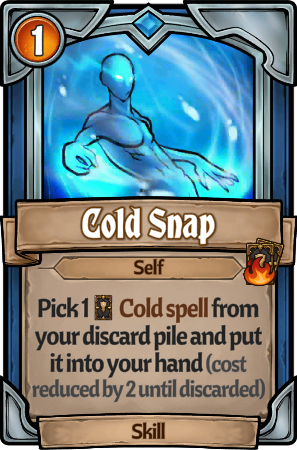 1
Cold Snap
Self
Pick 1 Cold spell from
your discard pile and put
it into your hand (cost
reduced by 2 until discarded)
Skill